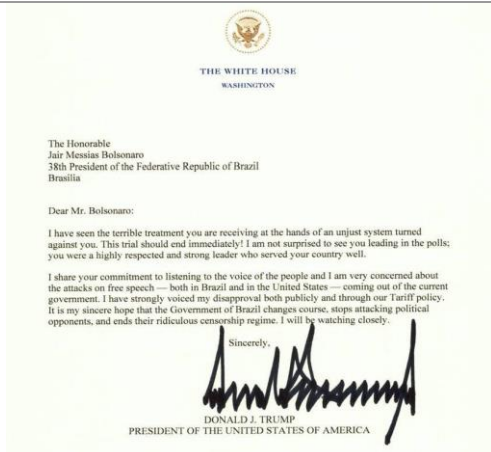 THE WHITE HOUSE
WASHINGTON
The Honorable
Jair Messias Bolsonaro
38th President of the Federative Republic of Brazil
Brasilia
Dear Mr. Bolsonaro:
I have seen the terrible treatment you are receiving at the hands of an unjust system turned
against you. This trial should end immediately! I am not surprised to see you leading in the polls;
you were a highly respected and strong leader who served your country well.
I share your commitment to listening to the voice of the people and I am very concerned about
the attacks on free speech — both in Brazil and in the United States — coming out of the current
government. I have strongly voiced my disapproval both publicly and through our Tariff policy.
It is my sincere hope that the Government of Brazil changes course, stops attacking political
opponents, and ends their ridiculous censorship regime. I will be watching closely.
Sincerely,
DONALD J. TRUMP
PRESIDENT OF THE UNITED STATES OF AMERICA